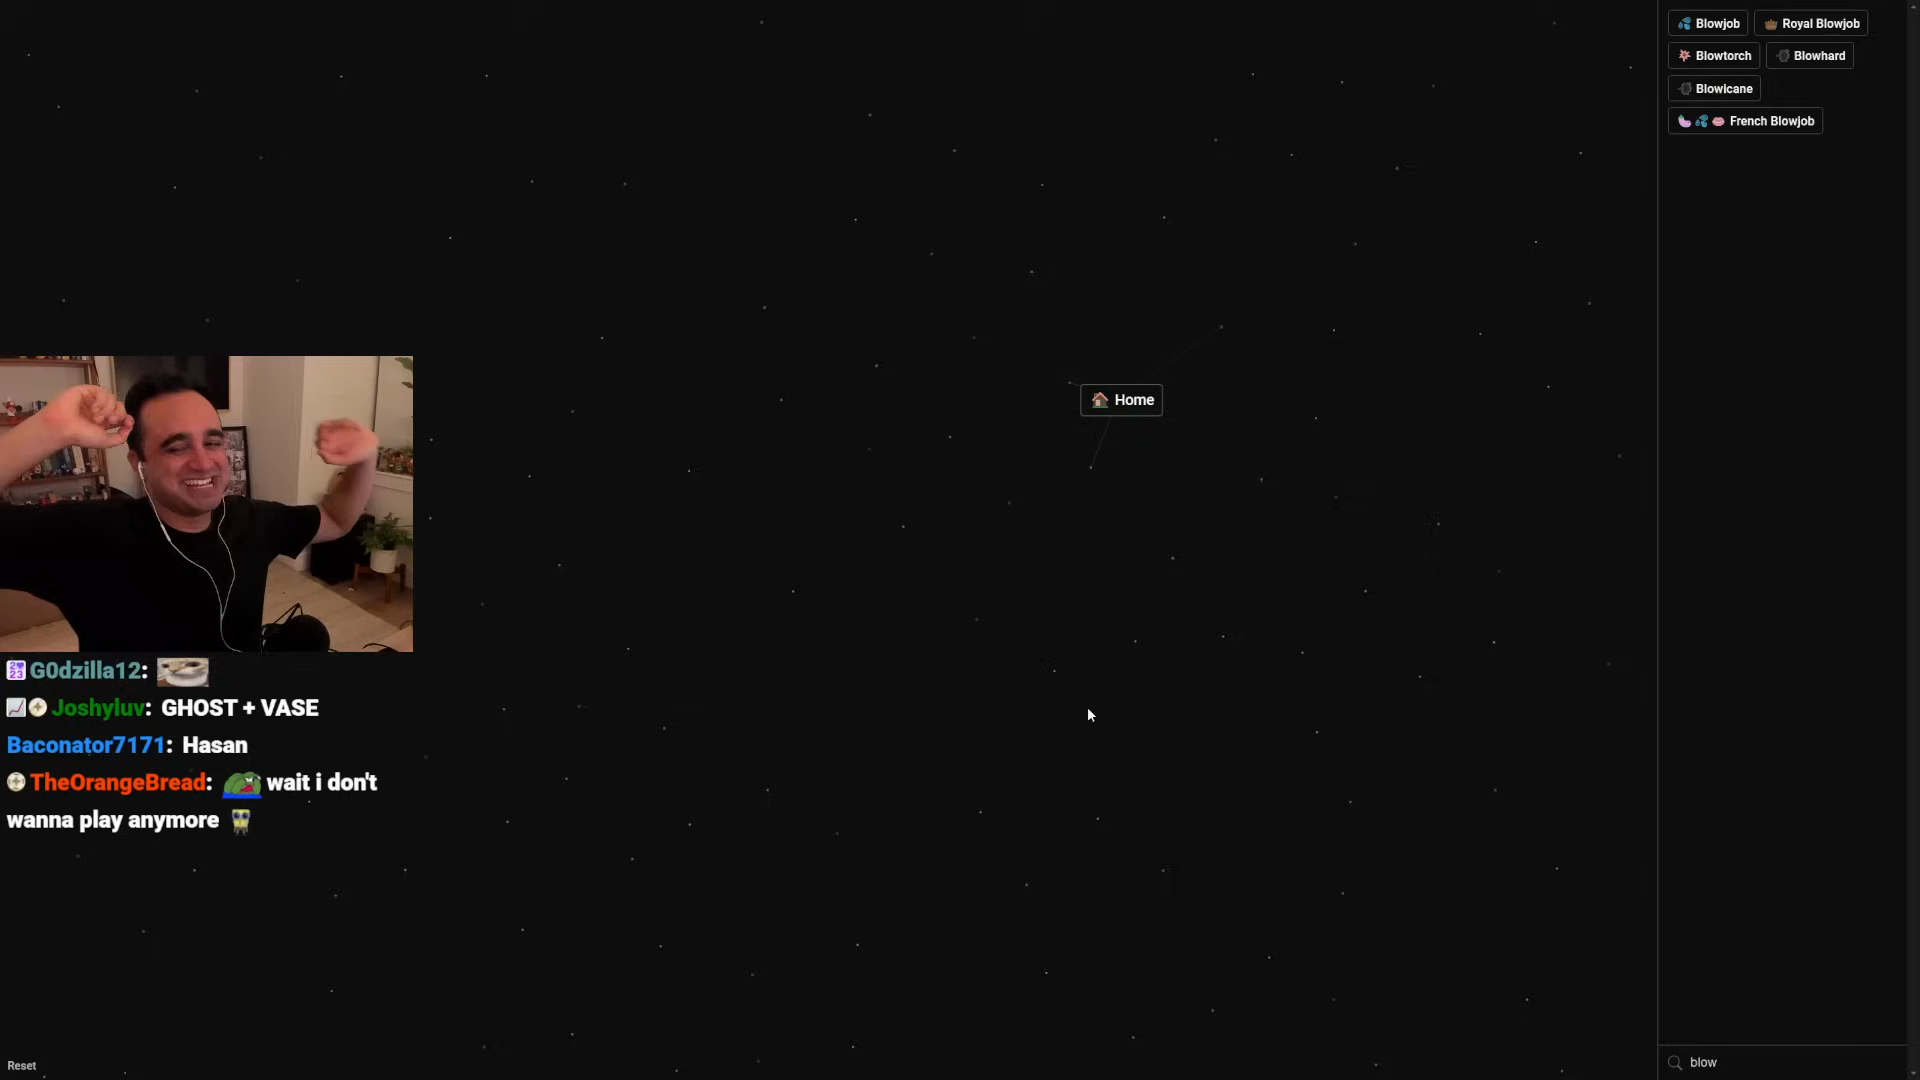 Blowjob
Royal Blowjob
Blowtorch
Blowhard
Blowicane
French Blowjob
Home
G0dzilla12:
Joshyluv: GHOST + VASE
Baconator7171: Hasan
TheOrangeBread: wait i don't
wanna play anymore
Reset
blow